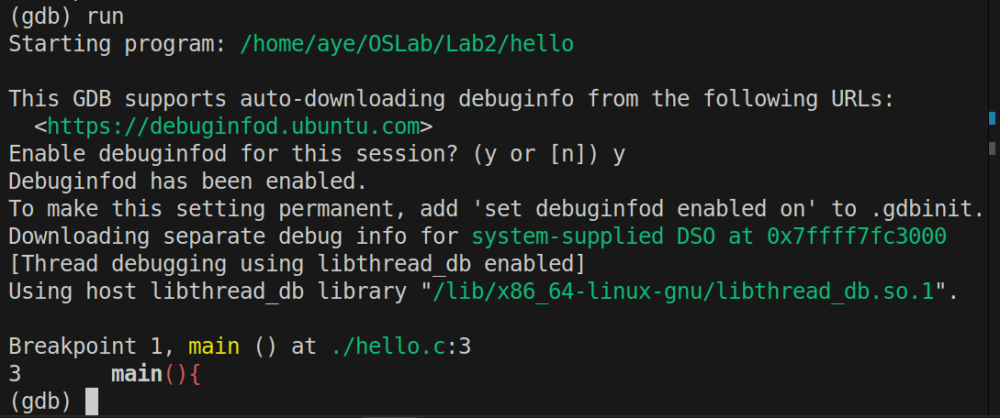 (gdb) run
Starting program: /home/aye/OSLab/Lab2/hello
This GDB supports auto-downloading debuginfo from the following URLs:
  <https://debuginfod.ubuntu.com>
Enable debuginfod for this session? (y or [n]) y
Debuginfod has been enabled.
To make this setting permanent, add 'set debuginfod enabled on' to .gdbinit.
Downloading separate debug info for system-supplied DSO at 0x7ffff7fc3000
[Thread debugging using libthread_db enabled]
Using host libthread_db library "/lib/x86_64-linux-gnu/libthread_db.so.1".
Breakpoint 1, main () at ./hello.c:3
3       main(){
(gdb)